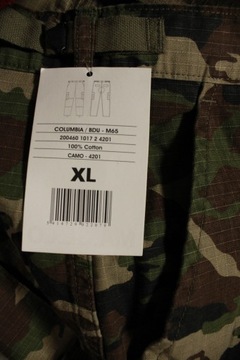 COLUMBIA / BDU - M65
200460 1017 2 4201
100% Cotton
CAMO - 4201
XL